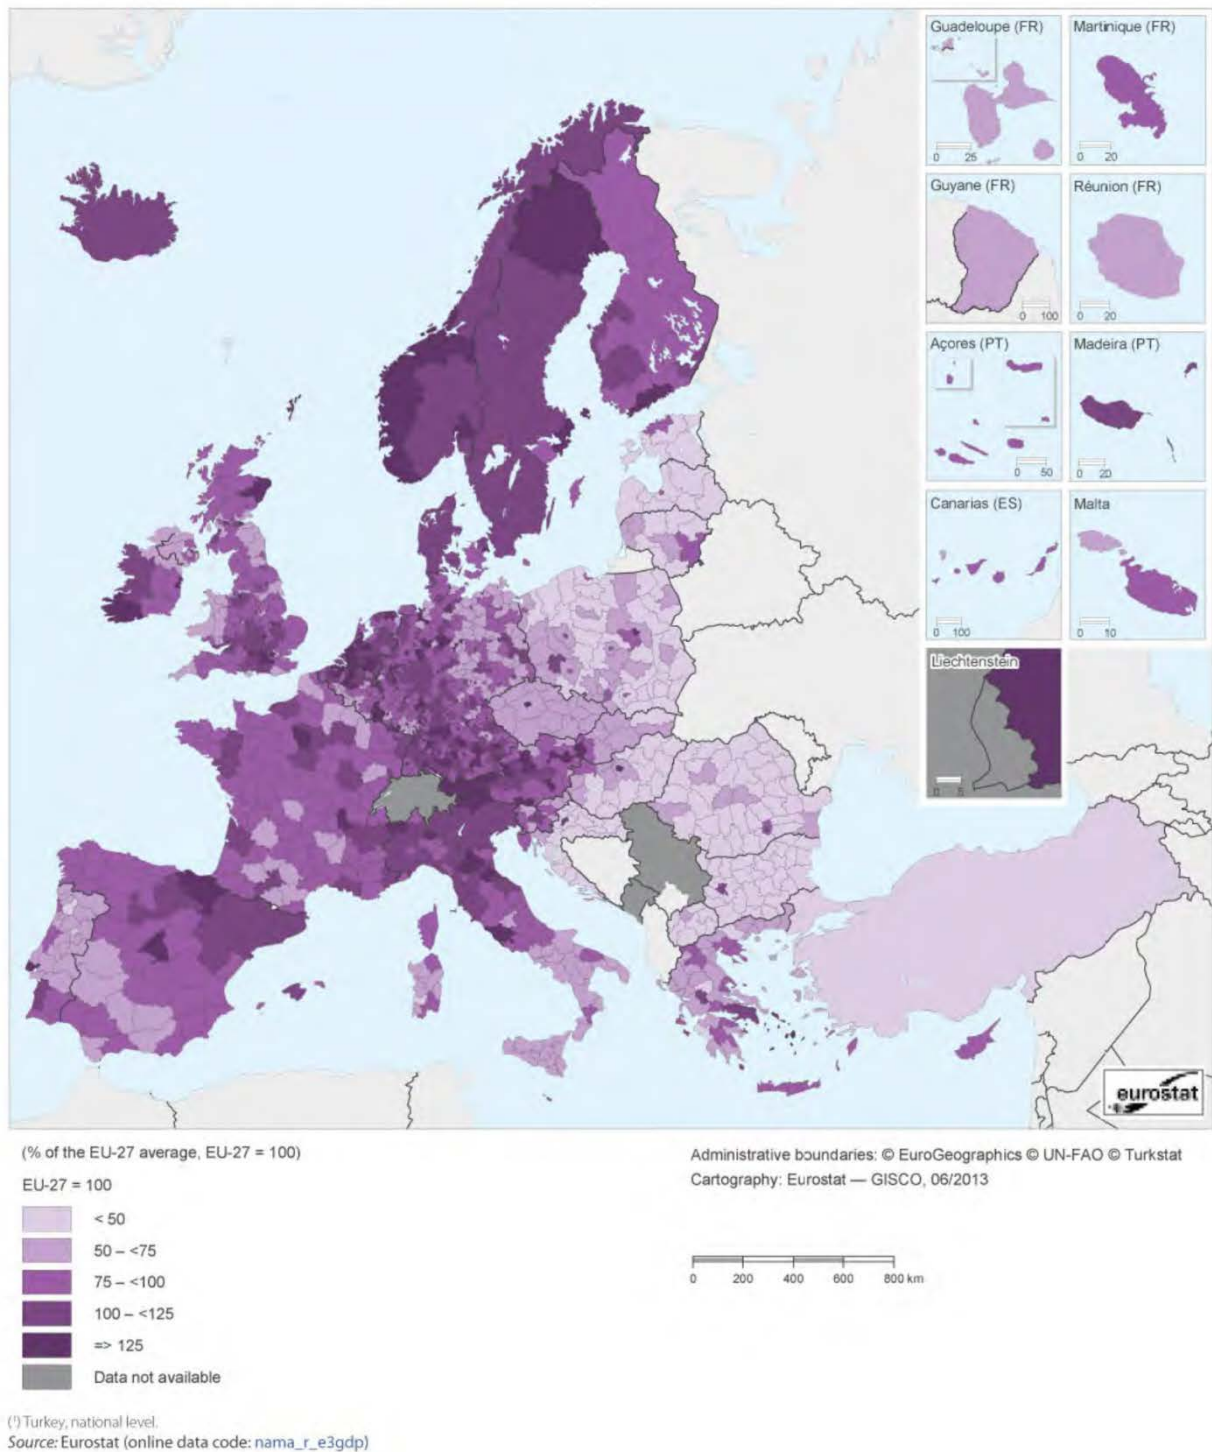 Guadeloupe (FR)
0 25
Martinique (FR)
0 20
Guyane (FR)
0 100
Réunion (FR)
0 20
Açores (PT)
0 50
Madeira (PT)
0 20
Canarias (ES)
0 100
Malta
0 10
Liechtenstein
0 5
eurostat
(% of the EU-27 average, EU-27 = 100)
EU-27 = 100
< 50
50 – <75
75 – <100
100 – <125
=> 125
Data not available
Administrative boundaries: © EuroGeographics © UN-FAO © Turkstat
Cartography: Eurostat — GISCO, 06/2013
0 200 400 600 800 km
(¹) Turkey, national level.
Source: Eurostat (online data code: nama_r_e3gdp)